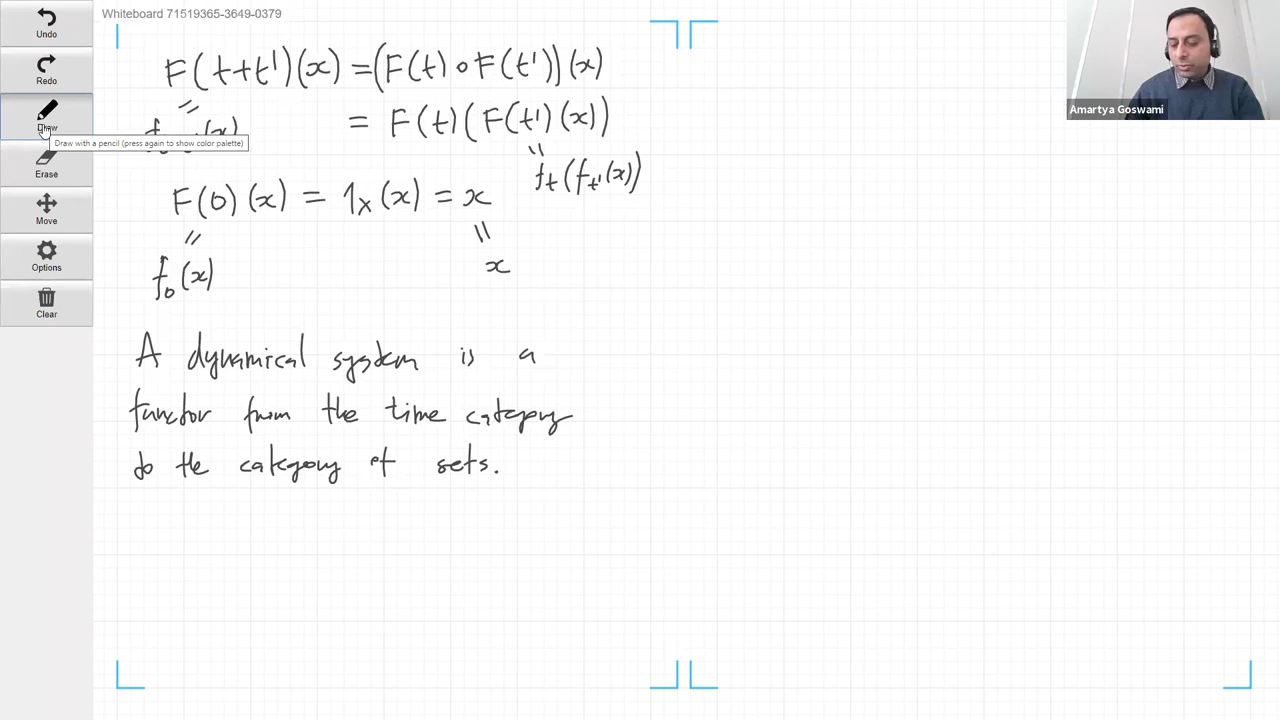 Whiteboard 71519365-3649-0379
Undo
Redo
Draw
Draw with a pencil (press again to show color palette)
Erase
Move
Options
Clear
Amartya Goswami
F(t+t')(x) = (F(t) ∘ F(t'))(x)
= F(t)(F(t')(x))
f_t(f_t'(x))
F(0)(x) = 1_X(x) = x
f_0(x)
x
A dynamical system is a
functor from the time category
to the category of sets.